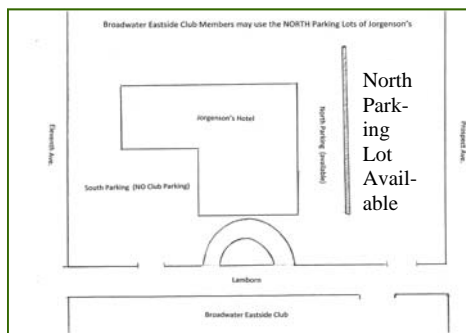 Broadwater Eastside Club Members may use the NORTH Parking Lots of Jorgenson's
Eleventh Ave.
Jorgenson's Hotel
South Parking (NO Club Parking)
North Parking (available)
North
Park-
ing
Lot
Avail-
able
Prospect Ave.
Lamborn
Broadwater Eastside Club